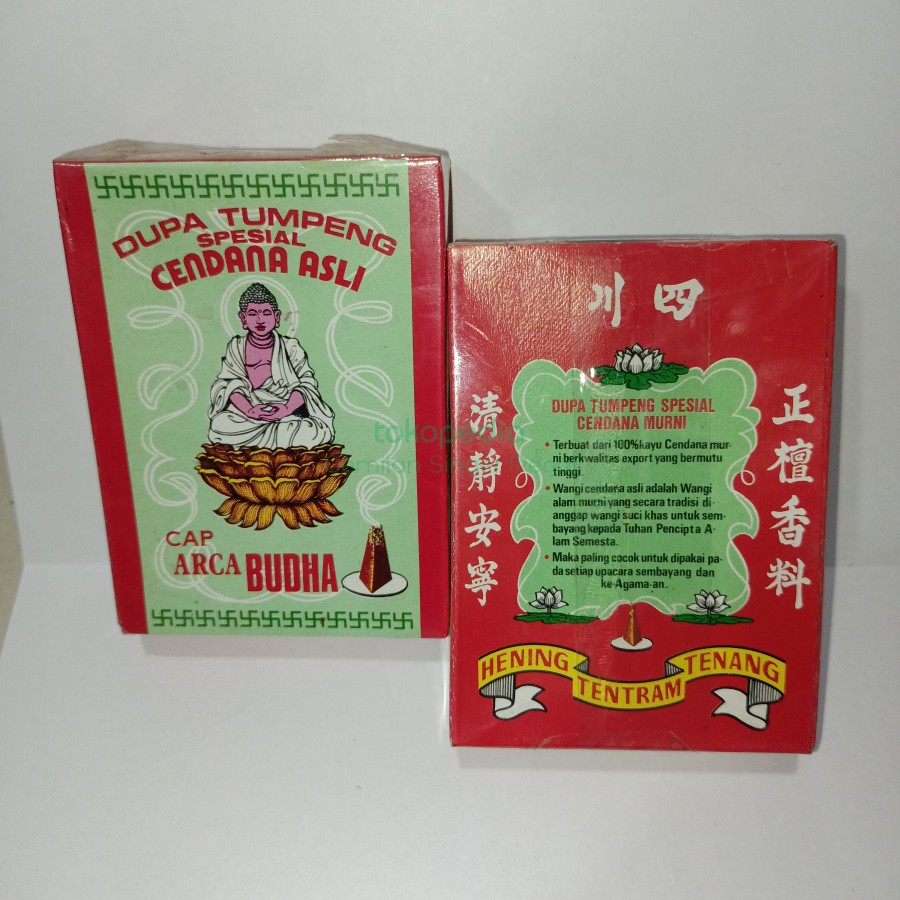 DUPA TUMPENG
SPESIAL
CENDANA ASLI
CAP
ARCA BUDHA
四川
正檀香料
清靜安寧
DUPA TUMPENG SPESIAL
CENDANA MURNI
• Terbuat dari 100% kayu Cendana mur-
ni berkwalitas export yang bermutu
tinggi.
• Wangi cendana asli adalah Wangi
alam murni yang secara tradisi di-
anggap wangi suci khas untuk sem-
bayang kepada Tuhan Pencipta A-
lam Semesta.
• Maka paling cocok untuk dipakai pa-
da setiap upacara sembayang dan
ke-Agama-an.
HENING
TENTRAM
TENANG
tokopedia